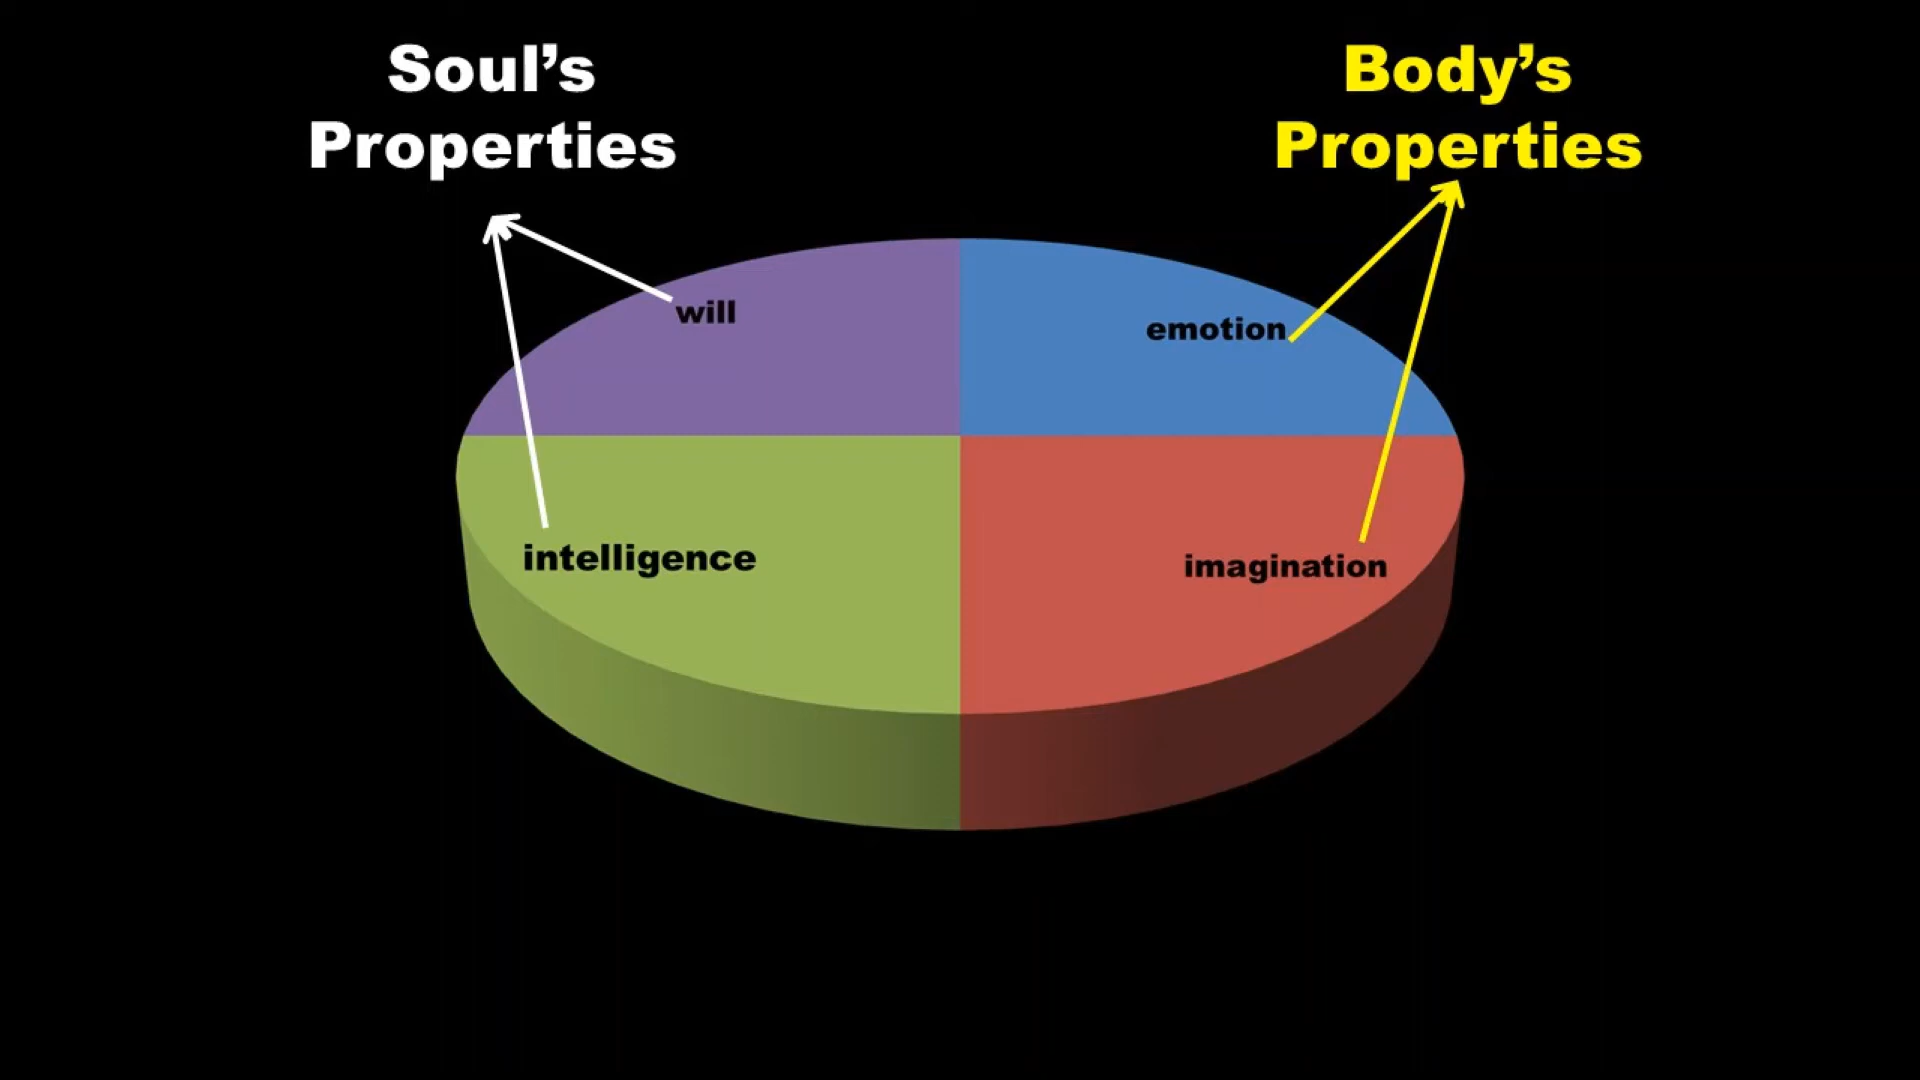 Soul’s
Properties
Body’s
Properties
will
emotion
intelligence
imagination